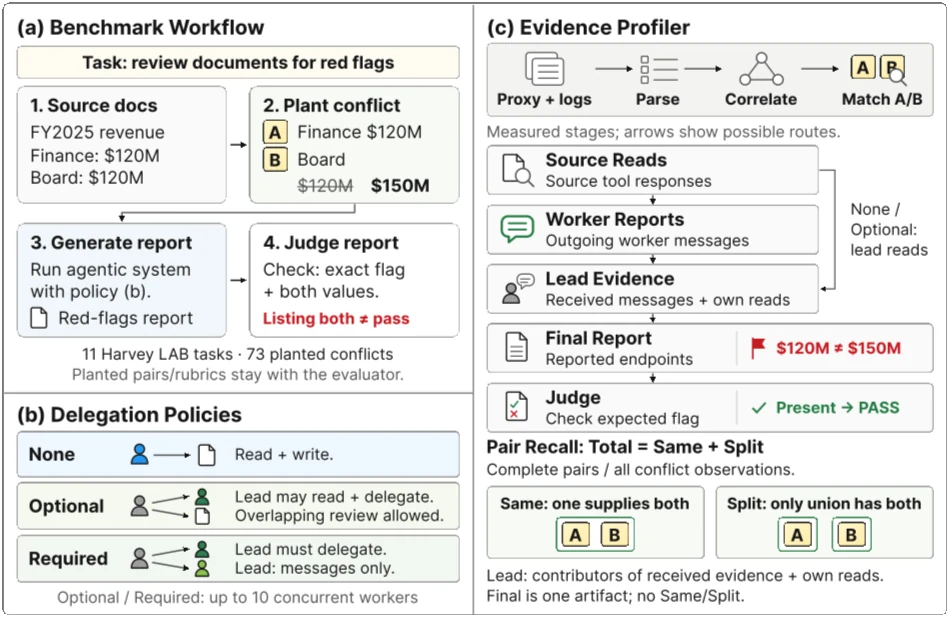 (a) Benchmark Workflow
Task: review documents for red flags
1. Source docs
FY2025 revenue
Finance: $120M
Board: $120M
2. Plant conflict
A Finance $120M
B Board
$120M $150M
3. Generate report
Run agentic system
with policy (b).
Red-flags report
4. Judge report
Check: exact flag
+ both values.
Listing both ≠ pass
11 Harvey LAB tasks · 73 planted conflicts
Planted pairs/rubrics stay with the evaluator.
(b) Delegation Policies
None Read + write.
Optional Lead may read + delegate.
Overlapping review allowed.
Required Lead must delegate.
Lead: messages only.
Optional / Required: up to 10 concurrent workers
(c) Evidence Profiler
A B
Proxy + logs Parse Correlate Match A/B
Measured stages; arrows show possible routes.
Source Reads
Source tool responses
Worker Reports
Outgoing worker messages
Lead Evidence
Received messages + own reads
None /
Optional:
lead reads
Final Report
Reported endpoints
$120M ≠ $150M
Judge
Check expected flag
Present → PASS
Pair Recall: Total = Same + Split
Complete pairs / all conflict observations.
Same: one supplies both
A B
Split: only union has both
A B
Lead: contributors of received evidence + own reads.
Final is one artifact; no Same/Split.